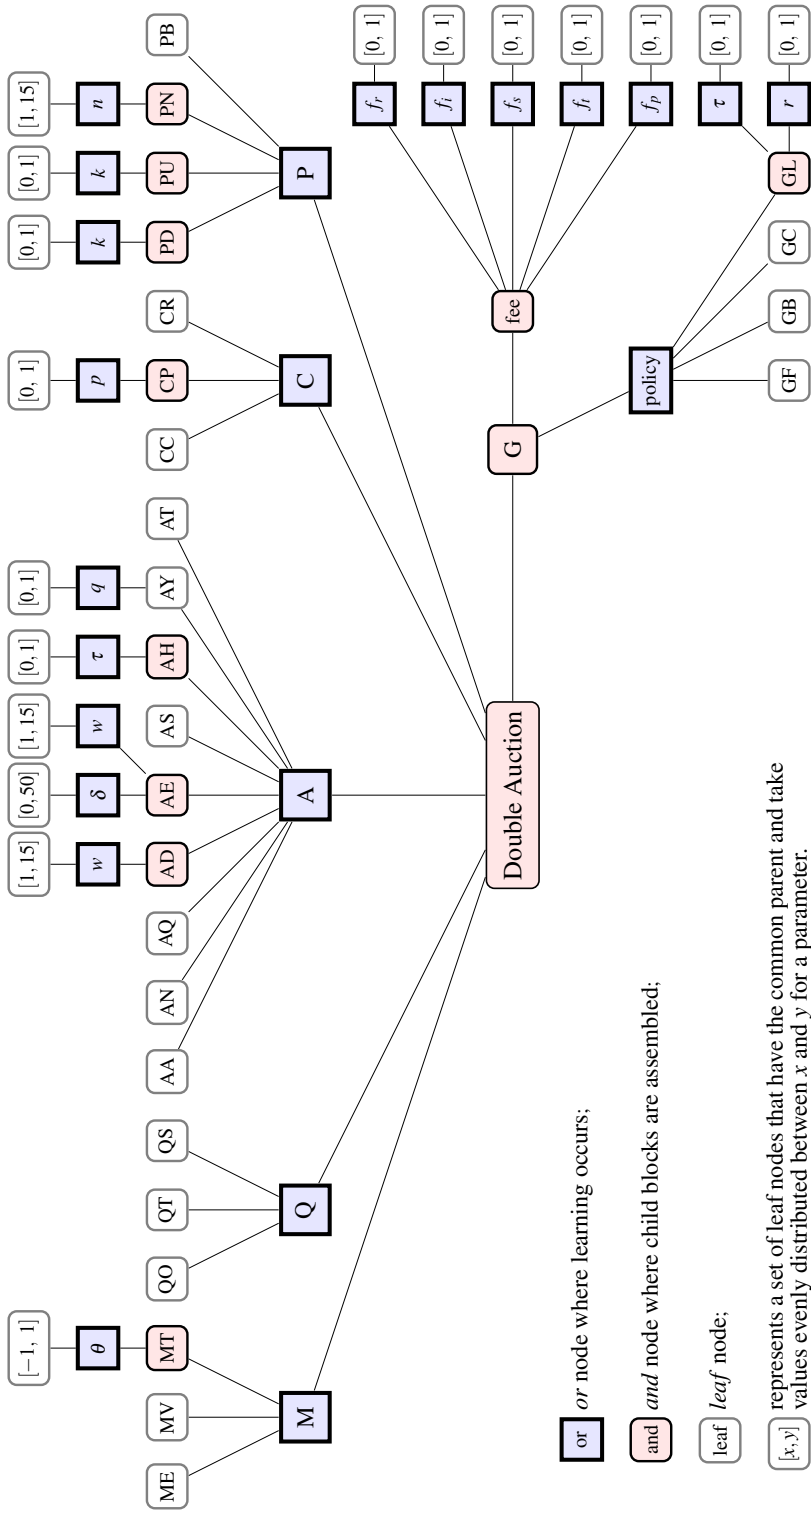 [−1, 1]
[1,15]
[0,50]
[1,15]
[0,1]
[0,1]
[0, 1]
[0,1]
[0,1]
[1,15]
θ
w
δ
w
τ
q
p
k
k
n
ME
MV
MT
QO
QT
QS
AA
AN
AQ
AD
AE
AS
AH
AY
AT
CC
CP
CR
PD
PU
PN
PB
M
Q
A
C
P
Double Auction
G
fee
policy
f_r
[0, 1]
f_i
[0, 1]
f_s
[0, 1]
f_t
[0, 1]
f_p
[0, 1]
τ
[0, 1]
r
[0, 1]
GF
GB
GC
GL
or
or node where learning occurs;
and
and node where child blocks are assembled;
leaf
leaf node;
[x,y]
represents a set of leaf nodes that have the common parent and take
values evenly distributed between x and y for a parameter.